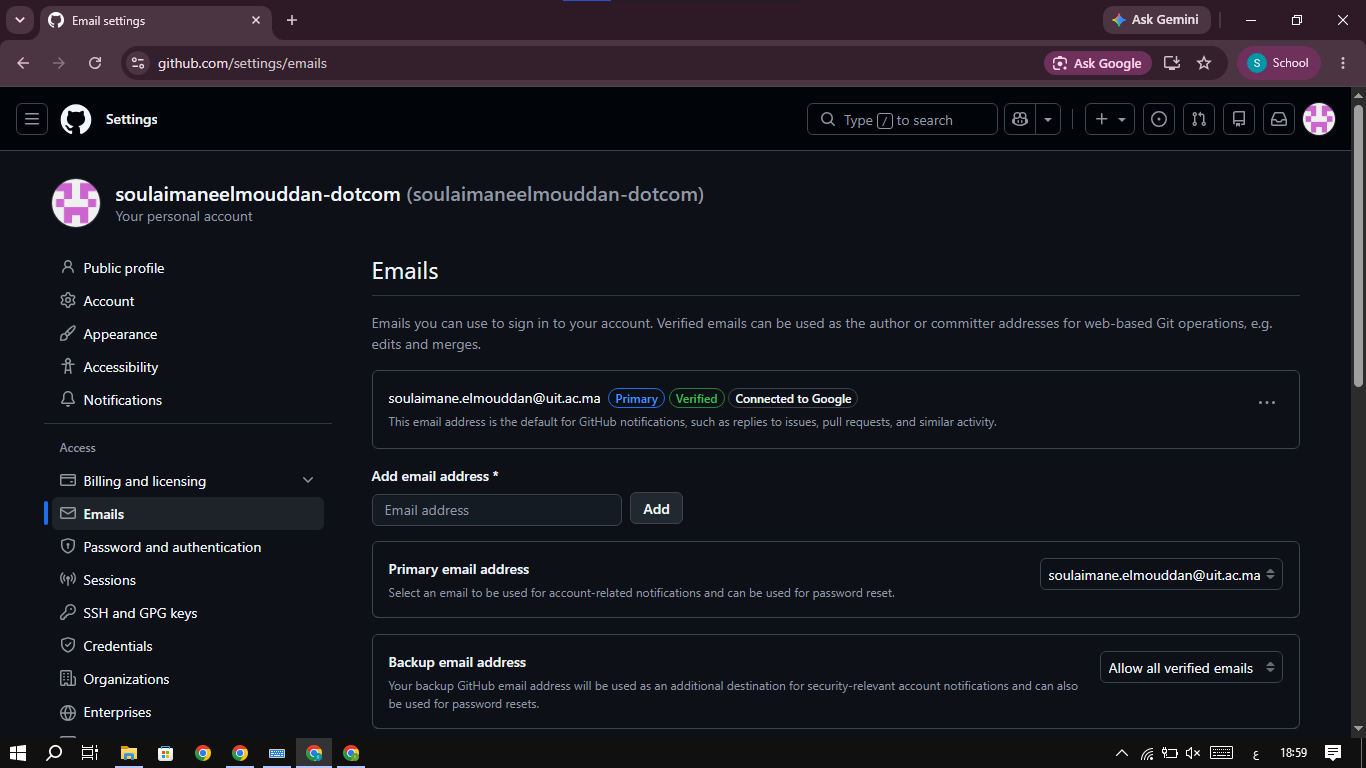 Email settings
Ask Gemini
github.com/settings/emails
Ask Google
S School
Settings
Type / to search
soulaimaneelmouddan-dotcom (soulaimaneelmouddan-dotcom)
Your personal account
Public profile
Account
Appearance
Accessibility
Notifications
Access
Billing and licensing
Emails
Password and authentication
Sessions
SSH and GPG keys
Credentials
Organizations
Enterprises
Emails
Emails you can use to sign in to your account. Verified emails can be used as the author or committer addresses for web-based Git operations, e.g.
edits and merges.
soulaimane.elmouddan@uit.ac.ma Primary Verified Connected to Google
This email address is the default for GitHub notifications, such as replies to issues, pull requests, and similar activity.
Add email address *
Email address
Add
Primary email address
Select an email to be used for account-related notifications and can be used for password reset.
soulaimane.elmouddan@uit.ac.ma
Backup email address
Your backup GitHub email address will be used as an additional destination for security-relevant account notifications and can also
be used for password resets.
Allow all verified emails
ع
18:59